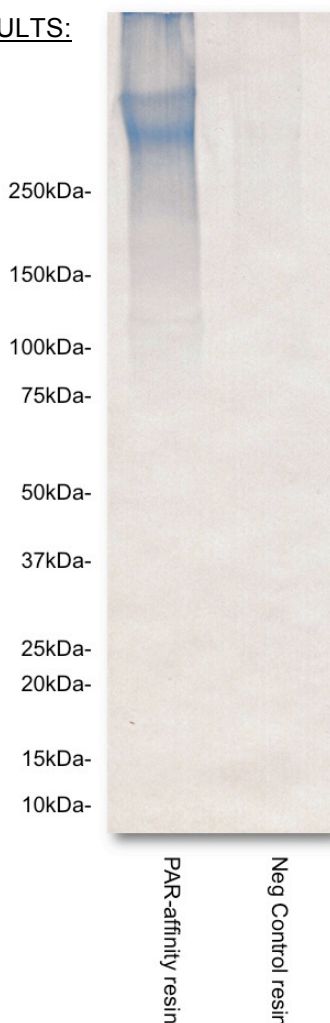 ULTS:
250kDa-
150kDa-
100kDa-
75kDa-
50kDa-
37kDa-
25kDa-
20kDa-
15kDa-
10kDa-
PAR-affinity resin
Neg Control resin